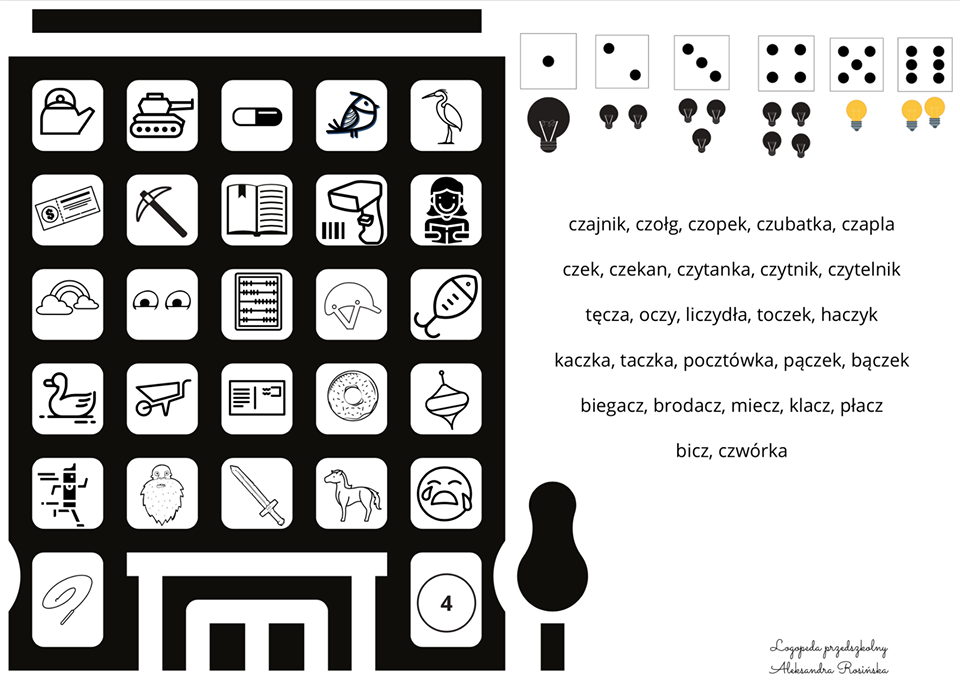 czajnik, czołg, czopek, czubatka, czapla
czek, czekan, czytanka, czytnik, czytelnik
tęcza, oczy, liczydła, toczek, haczyk
kaczka, taczka, pocztówka, pączek, bączek
biegacz, brodacz, miecz, klacz, płacz
bicz, czwórka
$
4
Logopeda przedszkolny
Aleksandra Rosińska